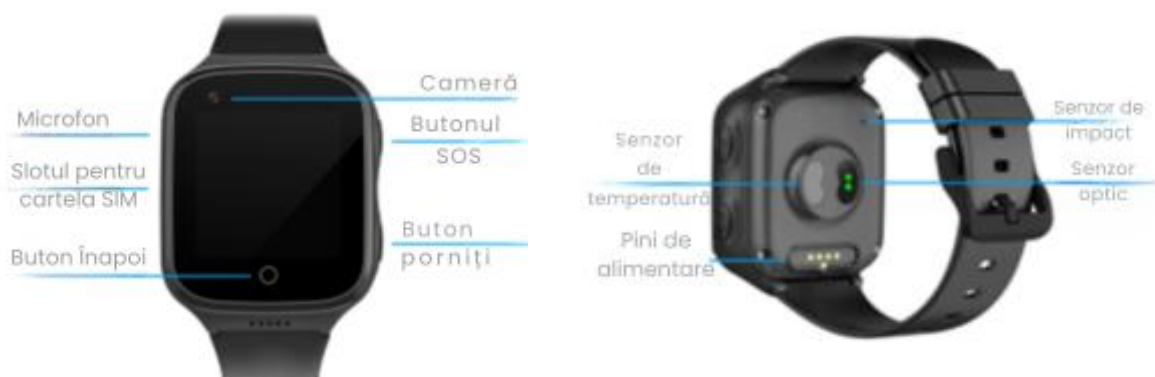 Cameră
Microfon
Butonul
SOS
Slotul pentru
cartela SIM
Buton
porniți
Buton Înapoi
Senzor de
impact
Senzor
de
temperatură
Senzor
optic
Pini de
alimentare